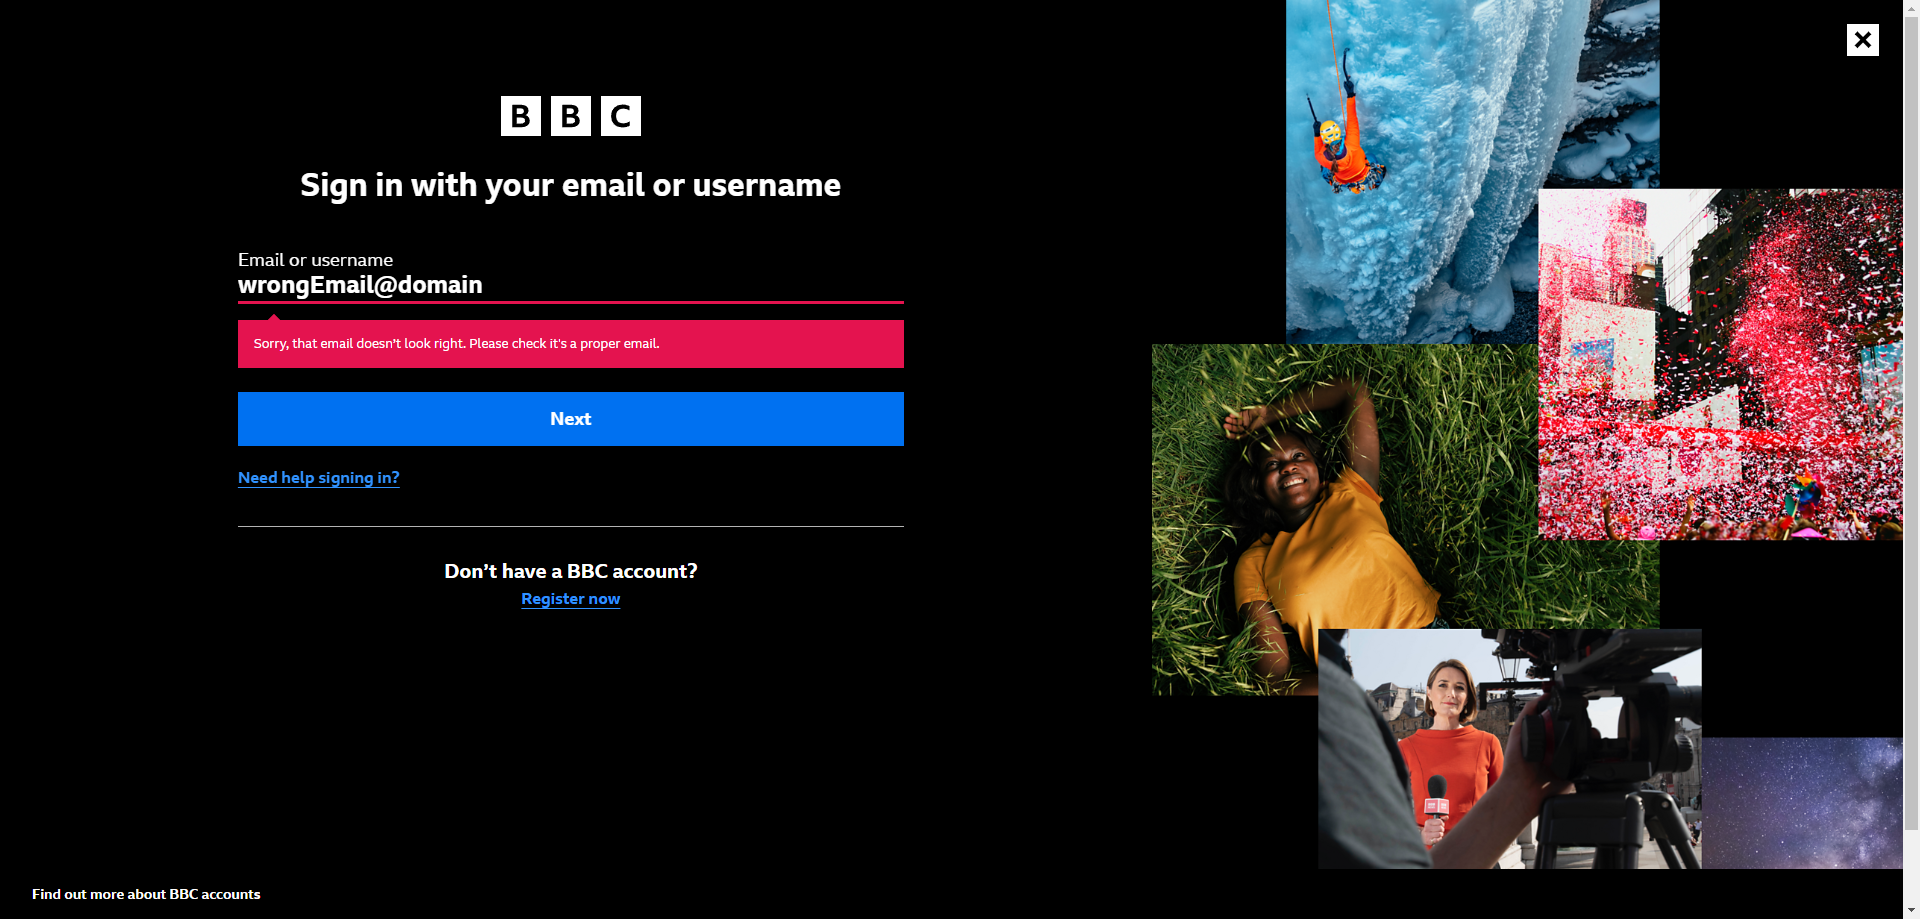 BBC
Sign in with your email or username
Email or username
wrongEmail@domain
Sorry, that email doesn’t look right. Please check it's a proper email.
Next
Need help signing in?
Don’t have a BBC account?
Register now
Find out more about BBC accounts